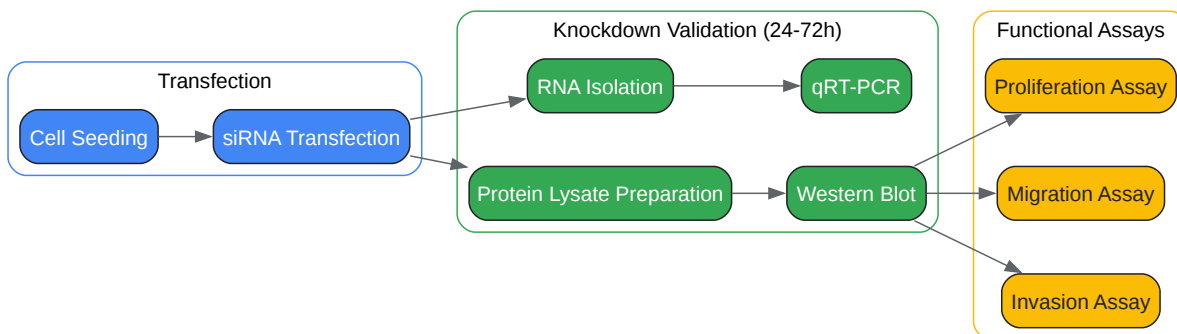 Transfection
Cell Seeding
siRNA Transfection
Knockdown Validation (24-72h)
RNA Isolation
qRT-PCR
Protein Lysate Preparation
Western Blot
Functional Assays
Proliferation Assay
Migration Assay
Invasion Assay